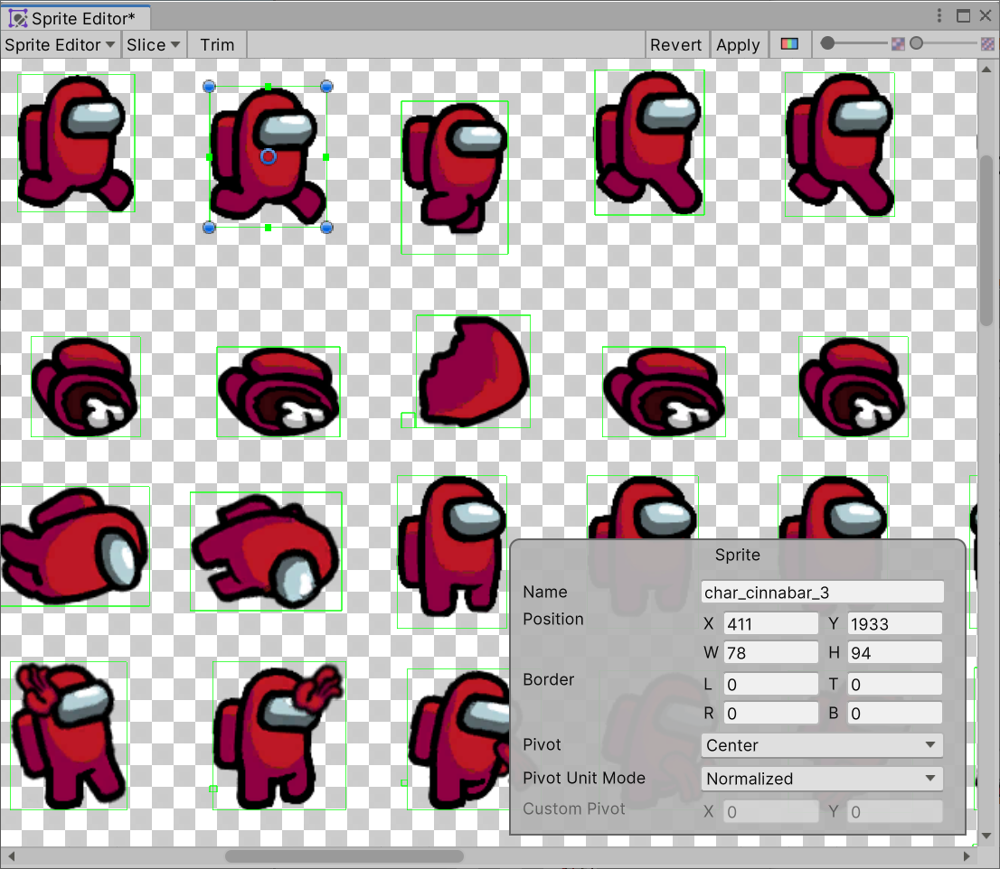 Sprite Editor*
Sprite Editor Slice Trim Revert Apply
Sprite
Name char_cinnabar_3
Position X 411 Y 1933
W 78 H 94
Border L 0 T 0
R 0 B 0
Pivot Center
Pivot Unit Mode Normalized
Custom Pivot X 0 Y 0